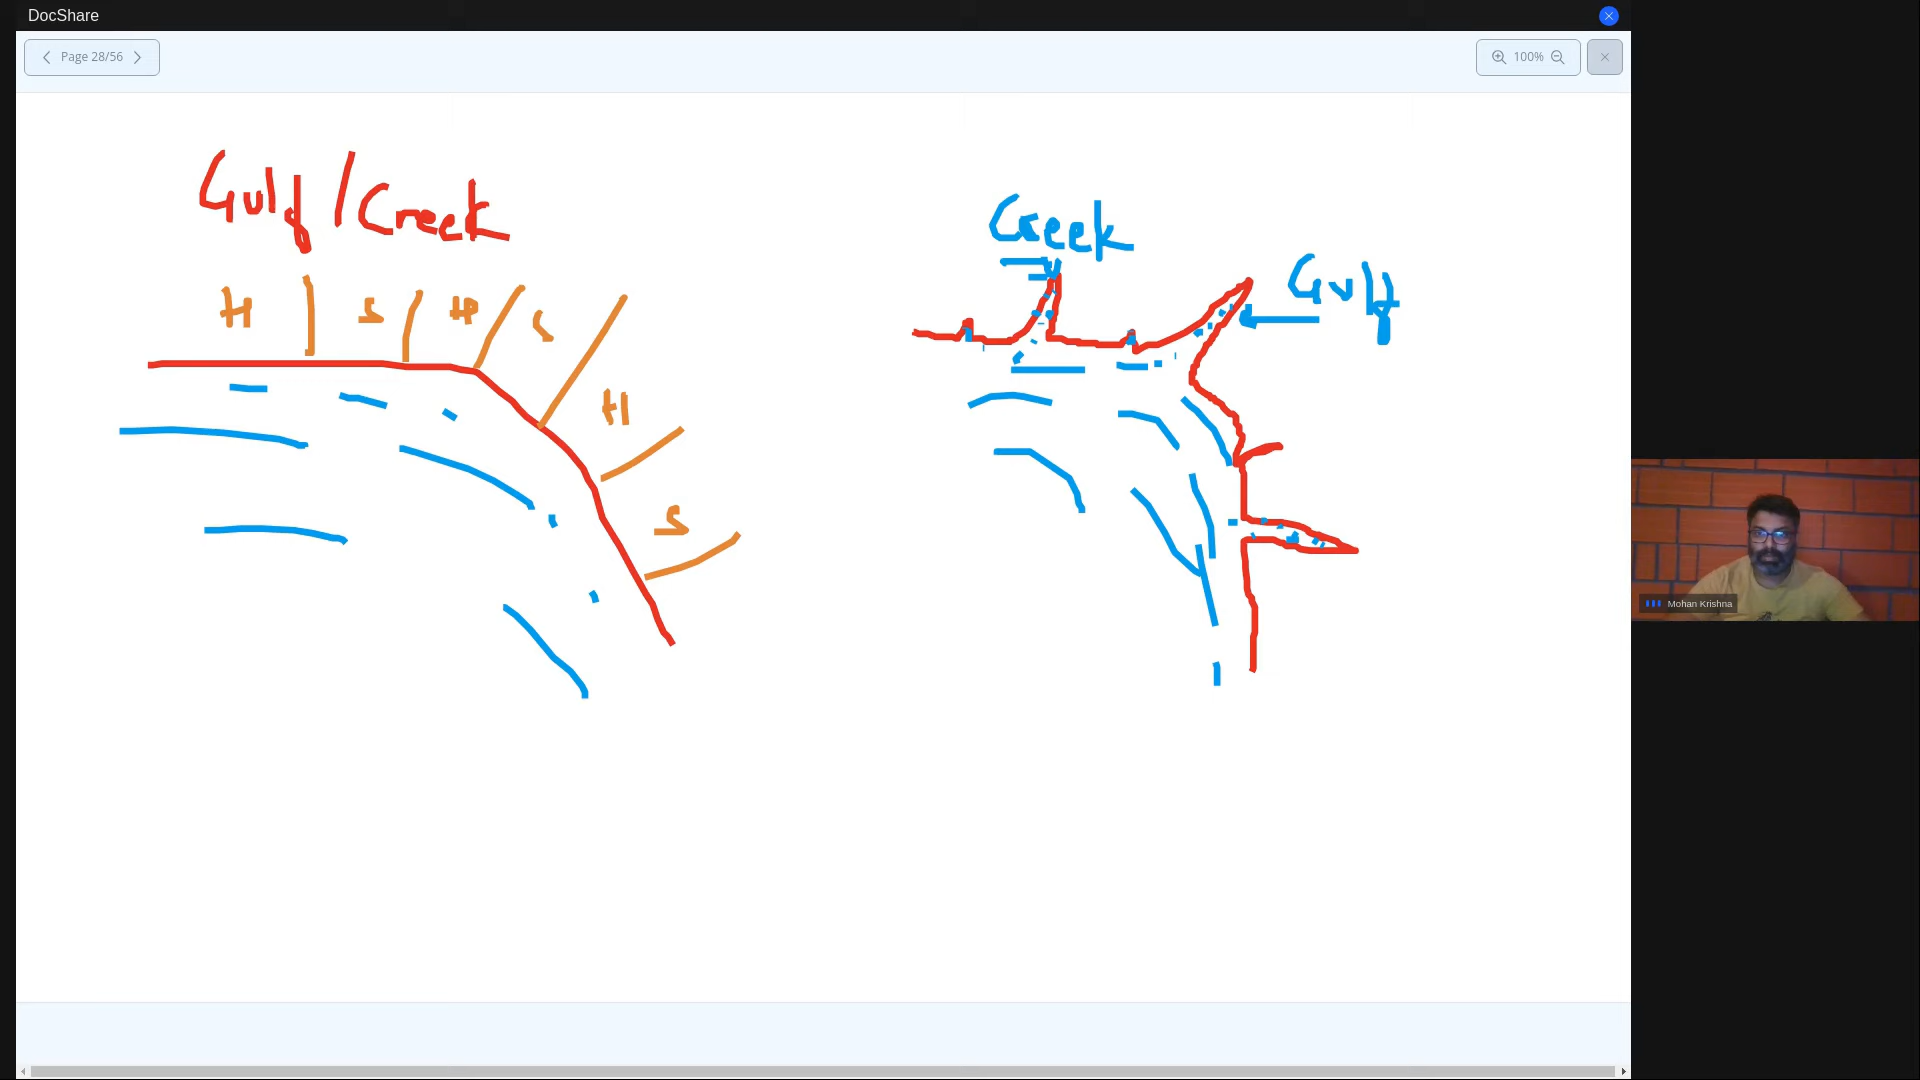 DocShare
Page 28/56
100%
Gulf / Creek
H S H S
H
S
Creek
Gulf
Mohan Krishna